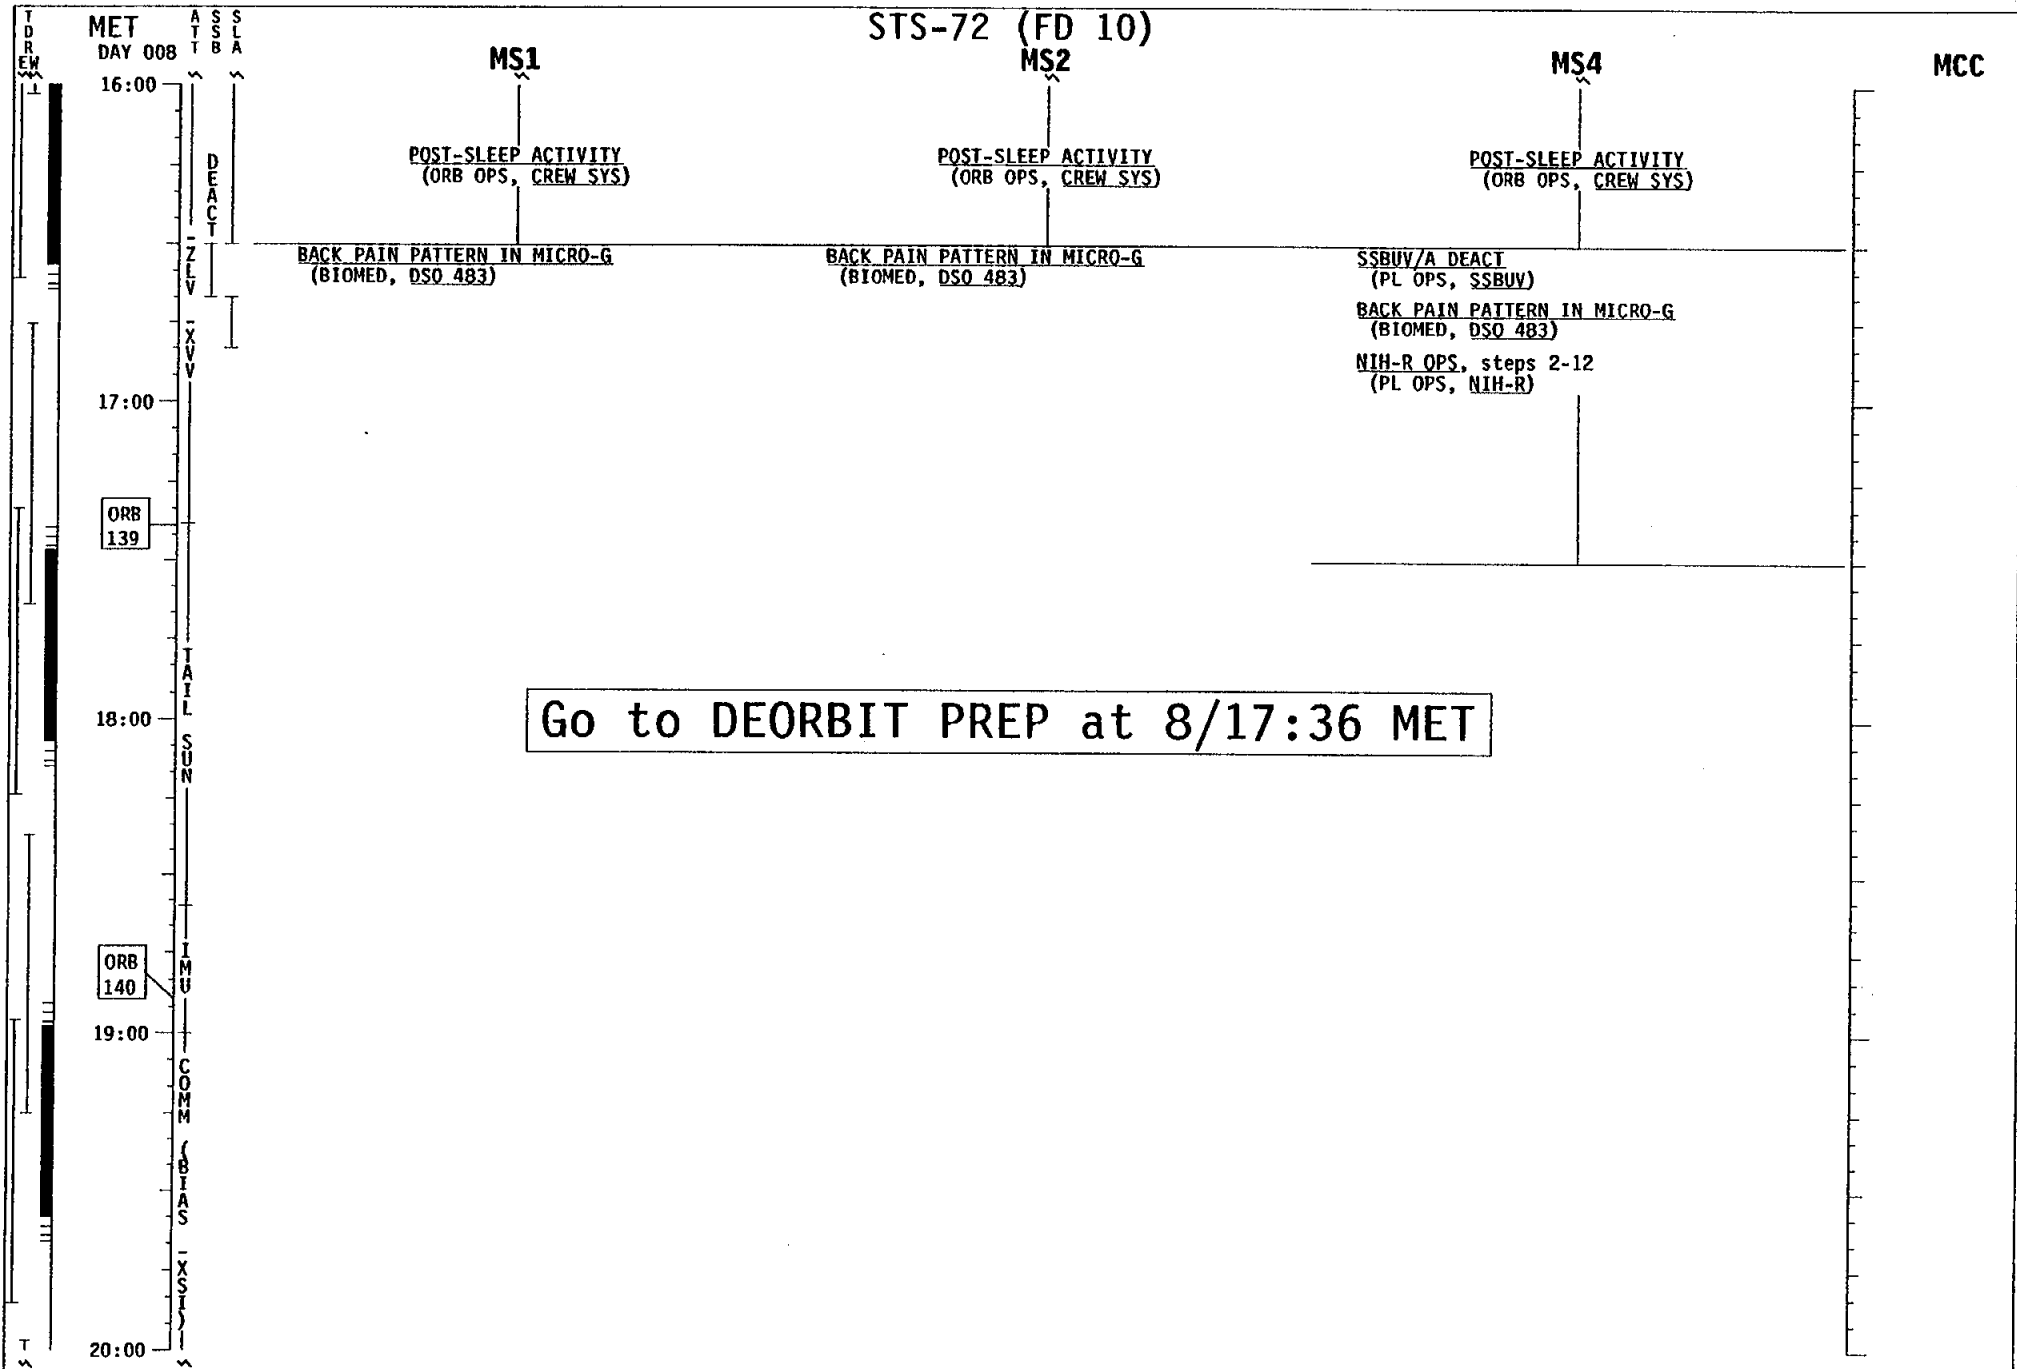 STS-72 (FD 10)
TDRE W
MET
DAY 008
ATT
SSB
SLA
MS1
MS2
MS4
MCC
16:00
DEACT
POST-SLEEP ACTIVITY
(ORB OPS, CREW SYS)
POST-SLEEP ACTIVITY
(ORB OPS, CREW SYS)
POST-SLEEP ACTIVITY
(ORB OPS, CREW SYS)
-ZLV -XVV
BACK PAIN PATTERN IN MICRO-G
(BIOMED, DSO 483)
BACK PAIN PATTERN IN MICRO-G
(BIOMED, DSO 483)
SSBUV/A DEACT
(PL OPS, SSBUV)
BACK PAIN PATTERN IN MICRO-G
(BIOMED, DSO 483)
NIH-R OPS, steps 2-12
(PL OPS, NIH-R)
17:00
ORB
139
TAIL SUN
18:00
Go to DEORBIT PREP at 8/17:36 MET
IMU
ORB
140
19:00
COMM (BIAS -XSI)
T
20:00